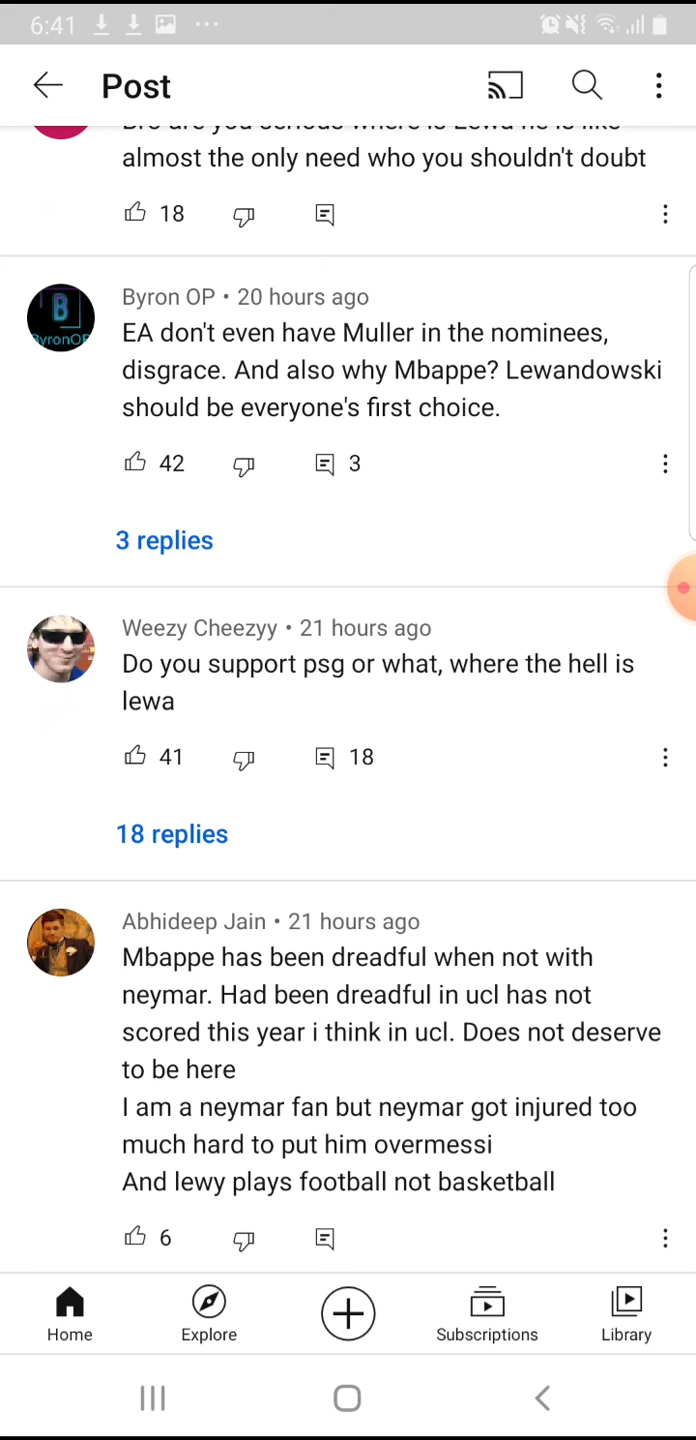 6:41
Post
almost the only need who you shouldn't doubt
18
Byron OP • 20 hours ago
EA don't even have Muller in the nominees,
disgrace. And also why Mbappe? Lewandowski
should be everyone's first choice.
42
3
3 replies
Weezy Cheezyy • 21 hours ago
Do you support psg or what, where the hell is
lewa
41
18
18 replies
Abhideep Jain • 21 hours ago
Mbappe has been dreadful when not with
neymar. Had been dreadful in ucl has not
scored this year i think in ucl. Does not deserve
to be here
I am a neymar fan but neymar got injured too
much hard to put him overmessi
And lewy plays football not basketball
6
Home
Explore
Subscriptions
Library